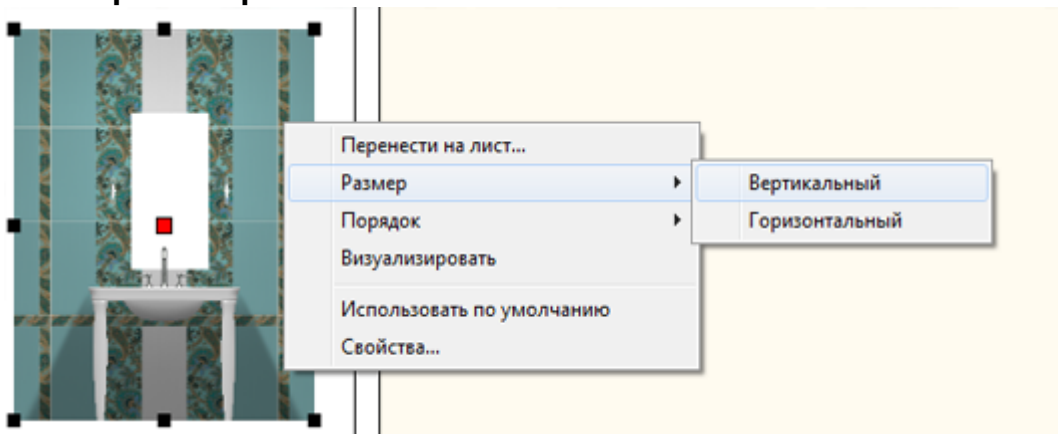 Перенести на лист...
Размер
Вертикальный
Порядок
Горизонтальный
Визуализировать
Использовать по умолчанию
Свойства...